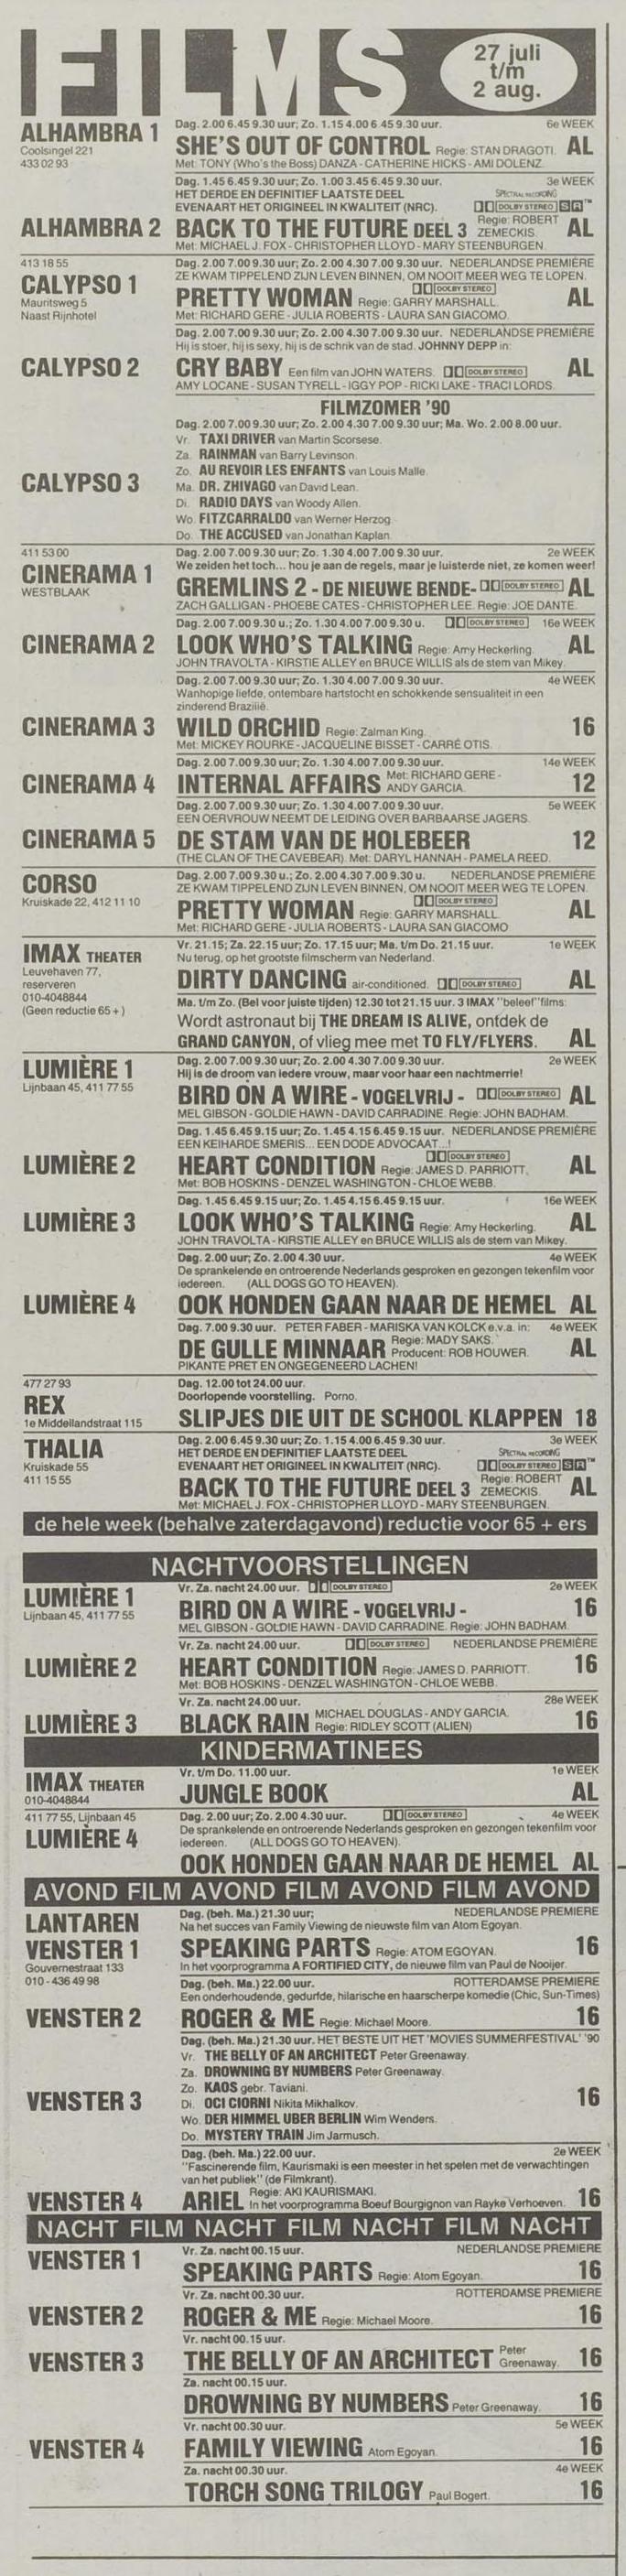 FILMS
27 juli
t/m
2 aug.
ALHAMBRA 1
Coolsingel 221
433 02 93
Dag. 2.00 6.45 9.30 uur; Zo. 1.15 4.00 6 45 9.30 uur. 6e WEEK
SHE'S OUT OF CONTROL Regie: STAN DRAGOTI. AL
Met: TONY (Who's the Boss) DANZA - CATHERINE HICKS - AMI DOLENZ.
Dag. 1.45 6.45 9.30 uur; Zo. 1.00 3.45 6.45 9.30 uur. 3e WEEK
HET DERDE EN DEFINITIEF LAATSTE DEEL SPECTRAL RECORDING
EVENAART HET ORIGINEEL IN KWALITEIT (NRC). DOLBY STEREO SR™
ALHAMBRA 2 BACK TO THE FUTURE DEEL 3 Regie: ROBERT ZEMECKIS. AL
Met: MICHAEL J. FOX - CHRISTOPHER LLOYD - MARY STEENBURGEN.
413 18 55
CALYPSO 1
Mauritsweg 5
Naast Rijnhotel
Dag. 2.00 7.00 9.30 uur; Zo. 2.00 4.30 7.00 9.30 uur. NEDERLANDSE PREMIÈRE
ZE KWAM TIPPELEND ZIJN LEVEN BINNEN, OM NOOIT MEER WEG TE LOPEN.
DOLBY STEREO
PRETTY WOMAN Regie: GARRY MARSHALL. AL
Met: RICHARD GERE - JULIA ROBERTS - LAURA SAN GIACOMO.
Dag. 2.00 7.00 9.30 uur; Zo. 2.00 4.30 7.00 9.30 uur. NEDERLANDSE PREMIÈRE
Hij is stoer, hij is sexy, hij is de schrik van de stad. JOHNNY DEPP in:
CALYPSO 2 CRY BABY Een film van JOHN WATERS. DOLBY STEREO AL
AMY LOCANE - SUSAN TYRELL - IGGY POP - RICKI LAKE - TRACI LORDS.
FILMZOMER '90
Dag. 2.00 7.00 9.30 uur; Zo. 2.00 4.30 7.00 9.30 uur; Ma. Wo. 2.00 8.00 uur.
CALYPSO 3
Vr. TAXI DRIVER van Martin Scorsese.
Za. RAINMAN van Barry Levinson.
Zo. AU REVOIR LES ENFANTS van Louis Malle.
Ma. DR. ZHIVAGO van David Lean.
Di. RADIO DAYS van Woody Allen.
Wo. FITZCARRALDO van Werner Herzog.
Do. THE ACCUSED van Jonathan Kaplan.
411 53 00
CINERAMA 1
WESTBLAAK
Dag. 2.00 7.00 9.30 uur; Zo. 1.30 4.00 7.00 9.30 uur. 2e WEEK
We zeiden het toch... hou je aan de regels, maar je luisterde niet, ze komen weer!
GREMLINS 2 - DE NIEUWE BENDE- DOLBY STEREO AL
ZACH GALLIGAN - PHOEBE CATES - CHRISTOPHER LEE. Regie: JOE DANTE.
Dag. 2.00 7.00 9.30 u.; Zo. 1.30 4.00 7.00 9.30 u. DOLBY STEREO 16e WEEK
CINERAMA 2 LOOK WHO'S TALKING Regie: Amy Heckerling. AL
JOHN TRAVOLTA - KIRSTIE ALLEY en BRUCE WILLIS als de stem van Mikey.
Dag. 2.00 7.00 9.30 uur; Zo. 1.30 4.00 7.00 9.30 uur. 4e WEEK
Wanhopige liefde, ontembare hartstocht en schokkende sensualiteit in een
zinderend Brazilië.
CINERAMA 3 WILD ORCHID Regie: Zalman King. 16
Met: MICKEY ROURKE - JACQUELINE BISSET - CARRÉ OTIS.
Dag. 2.00 7.00 9.30 uur; Zo. 1.30 4.00 7.00 9.30 uur. 14e WEEK
CINERAMA 4 INTERNAL AFFAIRS Met: RICHARD GERE - ANDY GARCIA. 12
Dag. 2.00 7.00 9.30 uur; Zo. 1.30 4.00 7.00 9.30 uur. 5e WEEK
EEN OERVROUW NEEMT DE LEIDING OVER BARBAARSE JAGERS.
CINERAMA 5 DE STAM VAN DE HOLEBEER 12
(THE CLAN OF THE CAVEBEAR). Met: DARYL HANNAH - PAMELA REED.
CORSO
Kruiskade 22, 412 11 10
Dag. 2.00 7.00 9.30 u.; Zo. 2.00 4.30 7.00 9.30 u. NEDERLANDSE PREMIÈRE
ZE KWAM TIPPELEND ZIJN LEVEN BINNEN, OM NOOIT MEER WEG TE LOPEN.
DOLBY STEREO
PRETTY WOMAN Regie: GARRY MARSHALL. AL
Met: RICHARD GERE - JULIA ROBERTS - LAURA SAN GIACOMO
IMAX THEATER
Leuvehaven 77,
reserveren
010-4048844
(Geen reductie 65 +)
Vr. 21.15; Za. 22.15 uur; Zo. 17.15 uur; Ma. t/m Do. 21.15 uur. 1e WEEK
Nu terug, op het grootste filmscherm van Nederland.
DIRTY DANCING air-conditioned. DOLBY STEREO AL
Ma. t/m Zo. (Bel voor juiste tijden) 12.30 tot 21.15 uur. 3 IMAX "beleef" films:
Wordt astronaut bij THE DREAM IS ALIVE, ontdek de
GRAND CANYON, of vlieg mee met TO FLY/FLYERS. AL
LUMIÈRE 1
Lijnbaan 45, 411 77 55
Dag. 2.00 7.00 9.30 uur; Zo. 2.00 4.30 7.00 9.30 uur. 2e WEEK
Hij is de droom van iedere vrouw, maar voor haar een nachtmerrie!
BIRD ON A WIRE - VOGELVRIJ - DOLBY STEREO AL
MEL GIBSON - GOLDIE HAWN - DAVID CARRADINE. Regie: JOHN BADHAM.
Dag. 1.45 6.45 9.15 uur; Zo. 1.45 4.15 6.45 9.15 uur. NEDERLANDSE PREMIÈRE
EEN KEIHARDE SMERIS... EEN DODE ADVOCAAT...!
DOLBY STEREO
LUMIÈRE 2 HEART CONDITION Regie: JAMES D. PARRIOTT. AL
Met: BOB HOSKINS - DENZEL WASHINGTON - CHLOE WEBB.
Dag. 1.45 6.45 9.15 uur; Zo. 1.45 4.15 6.45 9.15 uur. 16e WEEK
LUMIÈRE 3 LOOK WHO'S TALKING Regie: Amy Heckerling. AL
JOHN TRAVOLTA - KIRSTIE ALLEY en BRUCE WILLIS als de stem van Mikey.
Dag. 2.00 uur; Zo. 2.00 4.30 uur. 4e WEEK
De sprankelende en ontroerende Nederlands gesproken en gezongen tekenfilm voor
iedereen. (ALL DOGS GO TO HEAVEN).
LUMIÈRE 4 OOK HONDEN GAAN NAAR DE HEMEL AL
Dag. 7.00 9.30 uur. PETER FABER - MARISKA VAN KOLCK e.v.a. in: 4e WEEK
DE GULLE MINNAAR Regie: MADY SAKS. Producent: ROB HOUWER. AL
PIKANTE PRET EN ONGEGENEERD LACHEN!
477 27 93
REX
1e Middellandstraat 115
Dag. 12.00 tot 24.00 uur.
Doorlopende voorstelling. Porno.
SLIPJES DIE UIT DE SCHOOL KLAPPEN 18
THALIA
Kruiskade 55
411 15 55
Dag. 2.00 6.45 9.30 uur; Zo. 1.15 4.00 6.45 9.30 uur. 3e WEEK
HET DERDE EN DEFINITIEF LAATSTE DEEL SPECTRAL RECORDING
EVENAART HET ORIGINEEL IN KWALITEIT (NRC). DOLBY STEREO SR™
BACK TO THE FUTURE DEEL 3 Regie: ROBERT ZEMECKIS. AL
Met: MICHAEL J. FOX - CHRISTOPHER LLOYD - MARY STEENBURGEN.
de hele week (behalve zaterdagavond) reductie voor 65 + ers
NACHTVOORSTELLINGEN
LUMIÈRE 1
Lijnbaan 45, 411 77 55
Vr. Za. nacht 24.00 uur. DOLBY STEREO 2e WEEK
BIRD ON A WIRE - VOGELVRIJ - 16
MEL GIBSON - GOLDIE HAWN - DAVID CARRADINE. Regie: JOHN BADHAM.
Vr. Za. nacht 24.00 uur. DOLBY STEREO NEDERLANDSE PREMIÈRE
LUMIÈRE 2 HEART CONDITION Regie: JAMES D. PARRIOTT. 16
Met: BOB HOSKINS - DENZEL WASHINGTON - CHLOE WEBB.
Vr. Za. nacht 24.00 uur. 28e WEEK
LUMIÈRE 3 BLACK RAIN MICHAEL DOUGLAS - ANDY GARCIA. Regie: RIDLEY SCOTT (ALIEN) 16
KINDERMATINEES
IMAX THEATER
010-4048844
Vr. t/m Do. 11.00 uur. 1e WEEK
JUNGLE BOOK AL
411 77 55, Lijnbaan 45
LUMIÈRE 4
Dag. 2.00 uur; Zo. 2.00 4.30 uur. DOLBY STEREO 4e WEEK
De sprankelende en ontroerende Nederlands gesproken en gezongen tekenfilm voor
iedereen. (ALL DOGS GO TO HEAVEN).
OOK HONDEN GAAN NAAR DE HEMEL AL
AVOND FILM AVOND FILM AVOND FILM AVOND
LANTAREN
VENSTER 1
Gouvernestraat 133
010 - 436 49 98
Dag. (beh. Ma.) 21.30 uur; NEDERLANDSE PREMIERE
Na het succes van Family Viewing de nieuwste film van Atom Egoyan.
SPEAKING PARTS Regie: ATOM EGOYAN. 16
In het voorprogramma A FORTIFIED CITY, de nieuwe film van Paul de Nooijer.
Dag. (beh. Ma.) 22.00 uur. ROTTERDAMSE PREMIERE
Een onderhoudende, gedurfde, hilarische en haarscherpe komedie (Chic, Sun-Times)
VENSTER 2 ROGER & ME Regie: Michael Moore. 16
Dag. (beh. Ma.) 21.30 uur. HET BESTE UIT HET 'MOVIES SUMMERFESTIVAL' '90
VENSTER 3 16
Vr. THE BELLY OF AN ARCHITECT Peter Greenaway.
Za. DROWNING BY NUMBERS Peter Greenaway.
Zo. KAOS gebr. Taviani.
Di. OCI CIORNI Nikita Mikhalkov.
Wo. DER HIMMEL UBER BERLIN Wim Wenders.
Do. MYSTERY TRAIN Jim Jarmusch.
Dag. (beh. Ma.) 22.00 uur. 2e WEEK
"Fascinerende film, Kaurismaki is een meester in het spelen met de verwachtingen
van het publiek" (de Filmkrant).
VENSTER 4 ARIEL Regie: AKI KAURISMAKI. In het voorprogramma Boeuf Bourgignon van Rayke Verhoeven. 16
NACHT FILM NACHT FILM NACHT FILM NACHT
Vr. Za. nacht 00.15 uur. NEDERLANDSE PREMIERE
VENSTER 1 SPEAKING PARTS Regie: Atom Egoyan. 16
Vr. Za. nacht 00.30 uur. ROTTERDAMSE PREMIERE
VENSTER 2 ROGER & ME Regie: Michael Moore. 16
Vr. nacht 00.15 uur.
VENSTER 3 THE BELLY OF AN ARCHITECT Peter Greenaway. 16
Za. nacht 00.15 uur.
DROWNING BY NUMBERS Peter Greenaway. 16
Vr. nacht 00.30 uur. 5e WEEK
VENSTER 4 FAMILY VIEWING Atom Egoyan. 16
Za. nacht 00.30 uur. 4e WEEK
TORCH SONG TRILOGY Paul Bogert. 16